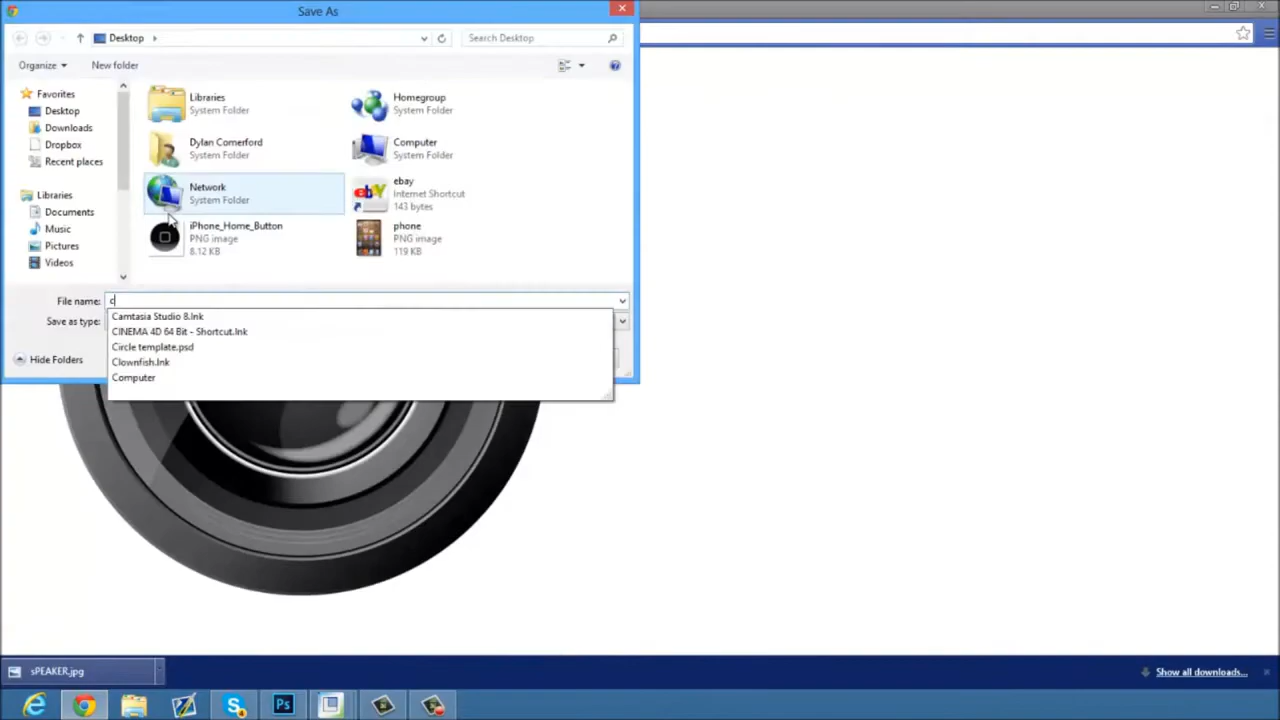 Save As
Desktop
Search Desktop
Organize
New folder
Favorites
Desktop
Downloads
Dropbox
Recent places
Libraries
Documents
Music
Pictures
Videos
Libraries
System Folder
Homegroup
System Folder
Dylan Comerford
System Folder
Computer
System Folder
Network
System Folder
ebay
ebay
Internet Shortcut
143 bytes
iPhone_Home_Button
PNG image
8.12 KB
phone
PNG image
119 KB
File name: c
Save as type:
Camtasia Studio 8.lnk
CINEMA 4D 64 Bit - Shortcut.lnk
Circle template.psd
Clownfish.lnk
Computer
Hide Folders
sPEAKER.jpg
Show all downloads...
Ps